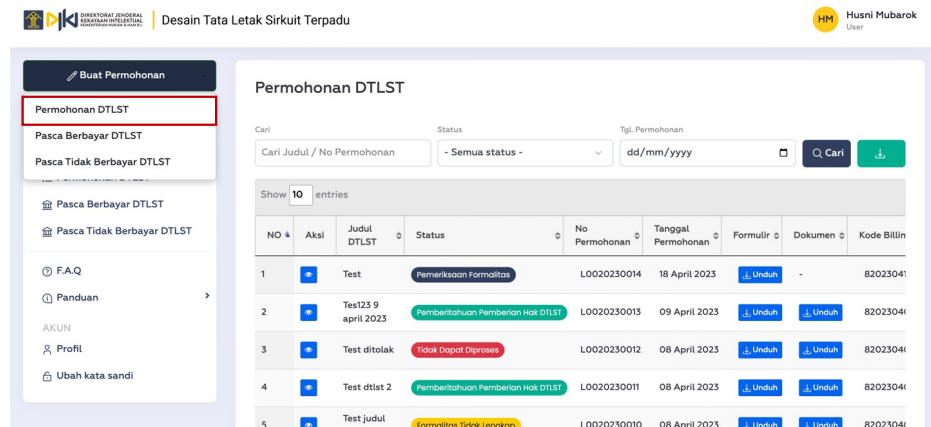 DIREKTORAT JENDERAL
KEKAYAAN INTELEKTUAL
Desain Tata Letak Sirkuit Terpadu
HM
Husni Mubarok
User
Buat Permohonan
Permohonan DTLST
Pasca Berbayar DTLST
Pasca Tidak Berbayar DTLST
Pasca Berbayar DTLST
Pasca Tidak Berbayar DTLST
F.A.Q
Panduan
AKUN
Profil
Ubah kata sandi
Permohonan DTLST
Cari Status Tgl. Permohonan
Cari Judul / No Permohonan - Semua status - dd/mm/yyyy Cari
Show 10 entries
NO Aksi Judul DTLST Status No Permohonan Tanggal Permohonan Formulir Dokumen Kode Billin
1 Test Pemeriksaan Formalitas L0020230014 18 April 2023 Unduh - 82023041
2 Tes123 9 april 2023 Pemberitahuan Pemberian Hak DTLST L0020230013 09 April 2023 Unduh Unduh 8202304
3 Test ditolak Tidak Dapat Diproses L0020230012 08 April 2023 Unduh Unduh 8202304
4 Test dtlst 2 Pemberitahuan Pemberian Hak DTLST L0020230011 08 April 2023 Unduh Unduh 8202304
5 Test judul Formalitas Tidak Lengkap L0020230010 08 April 2023 Unduh Unduh 8202304